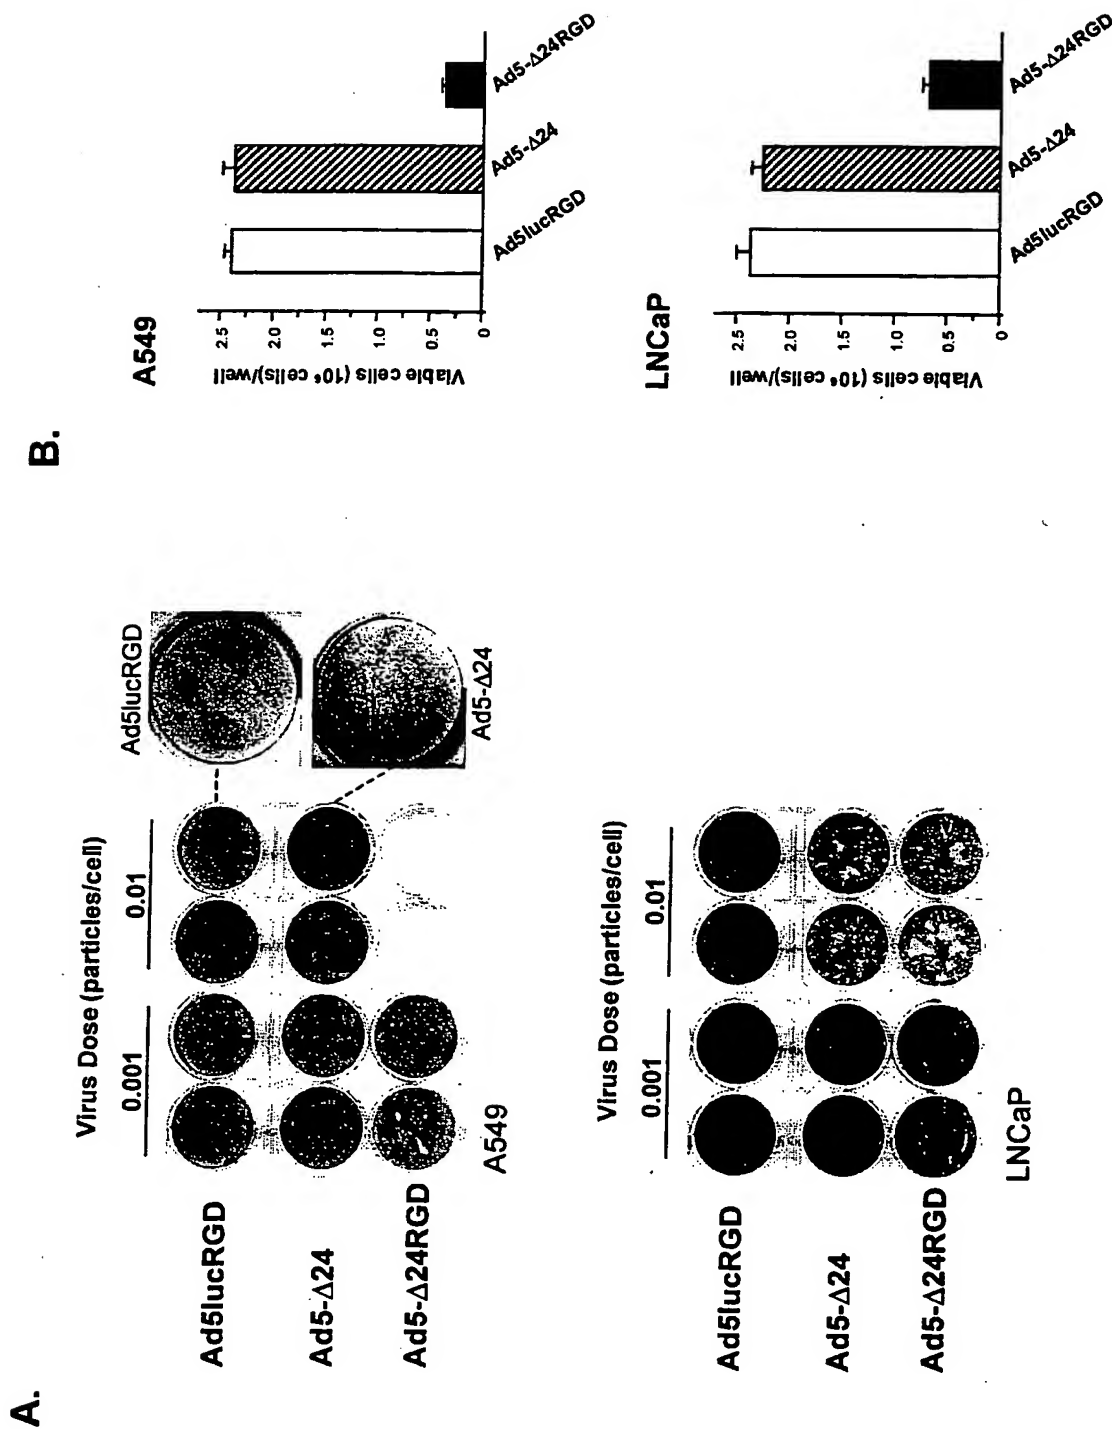 A.
Virus Dose (particles/cell)
0.001 0.01
Ad5lucRGD
Ad5-Δ24
Ad5-Δ24RGD
Ad5lucRGD
Ad5-Δ24
A549
Virus Dose (particles/cell)
0.001 0.01
Ad5lucRGD
Ad5-Δ24
Ad5-Δ24RGD
LNCaP
B.
A549
Viable cells (10⁶ cells)/well
2.5
2.0
1.5
1.0
0.5
0
Ad5lucRGD
Ad5-Δ24
Ad5-Δ24RGD
LNCaP
Viable cells (10⁶ cells)/well
2.5
2.0
1.5
1.0
0.5
0
Ad5lucRGD
Ad5-Δ24
Ad5-Δ24RGD